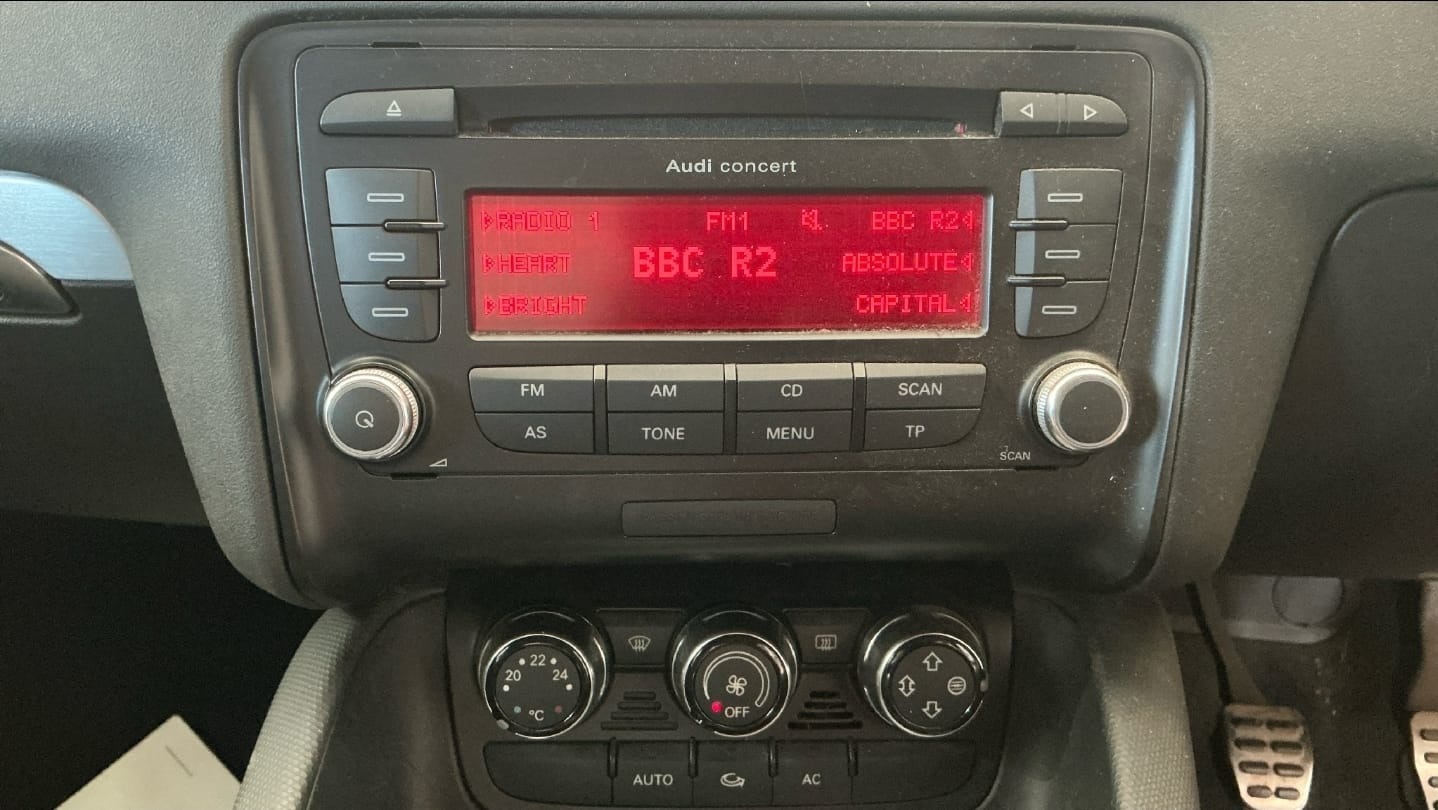 Audi concert
RADIO 1 FM1 BBC R2
HEART BBC R2 ABSOLUTE
BRIGHT CAPITAL
FM AM CD SCAN
AS TONE MENU TP
SCAN
22
20 24
°C
OFF
AUTO AC